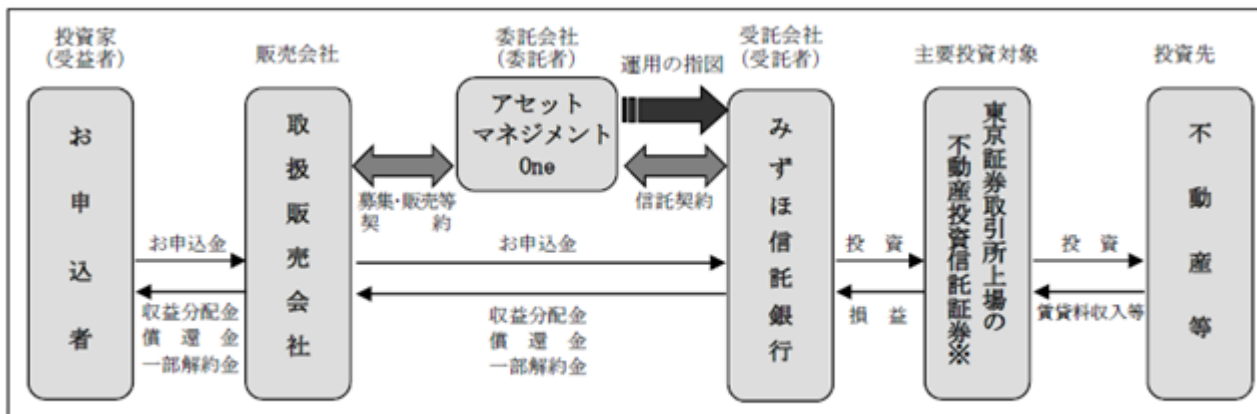 投資家
(受益者)
販売会社
委託会社
(委託者)
運用の指図
受託会社
(受託者)
主要投資対象
投資先
お申込者
取扱販売会社
アセット
マネジメント
One
みずほ信託銀行
東京証券取引所上場の
不動産投資信託証券※
不動産等
募集・販売等
契約
信託契約
お申込金
収益分配金
償還金
一部解約金
お申込金
収益分配金
償還金
一部解約金
投資
損益
投資
賃貸料収入等